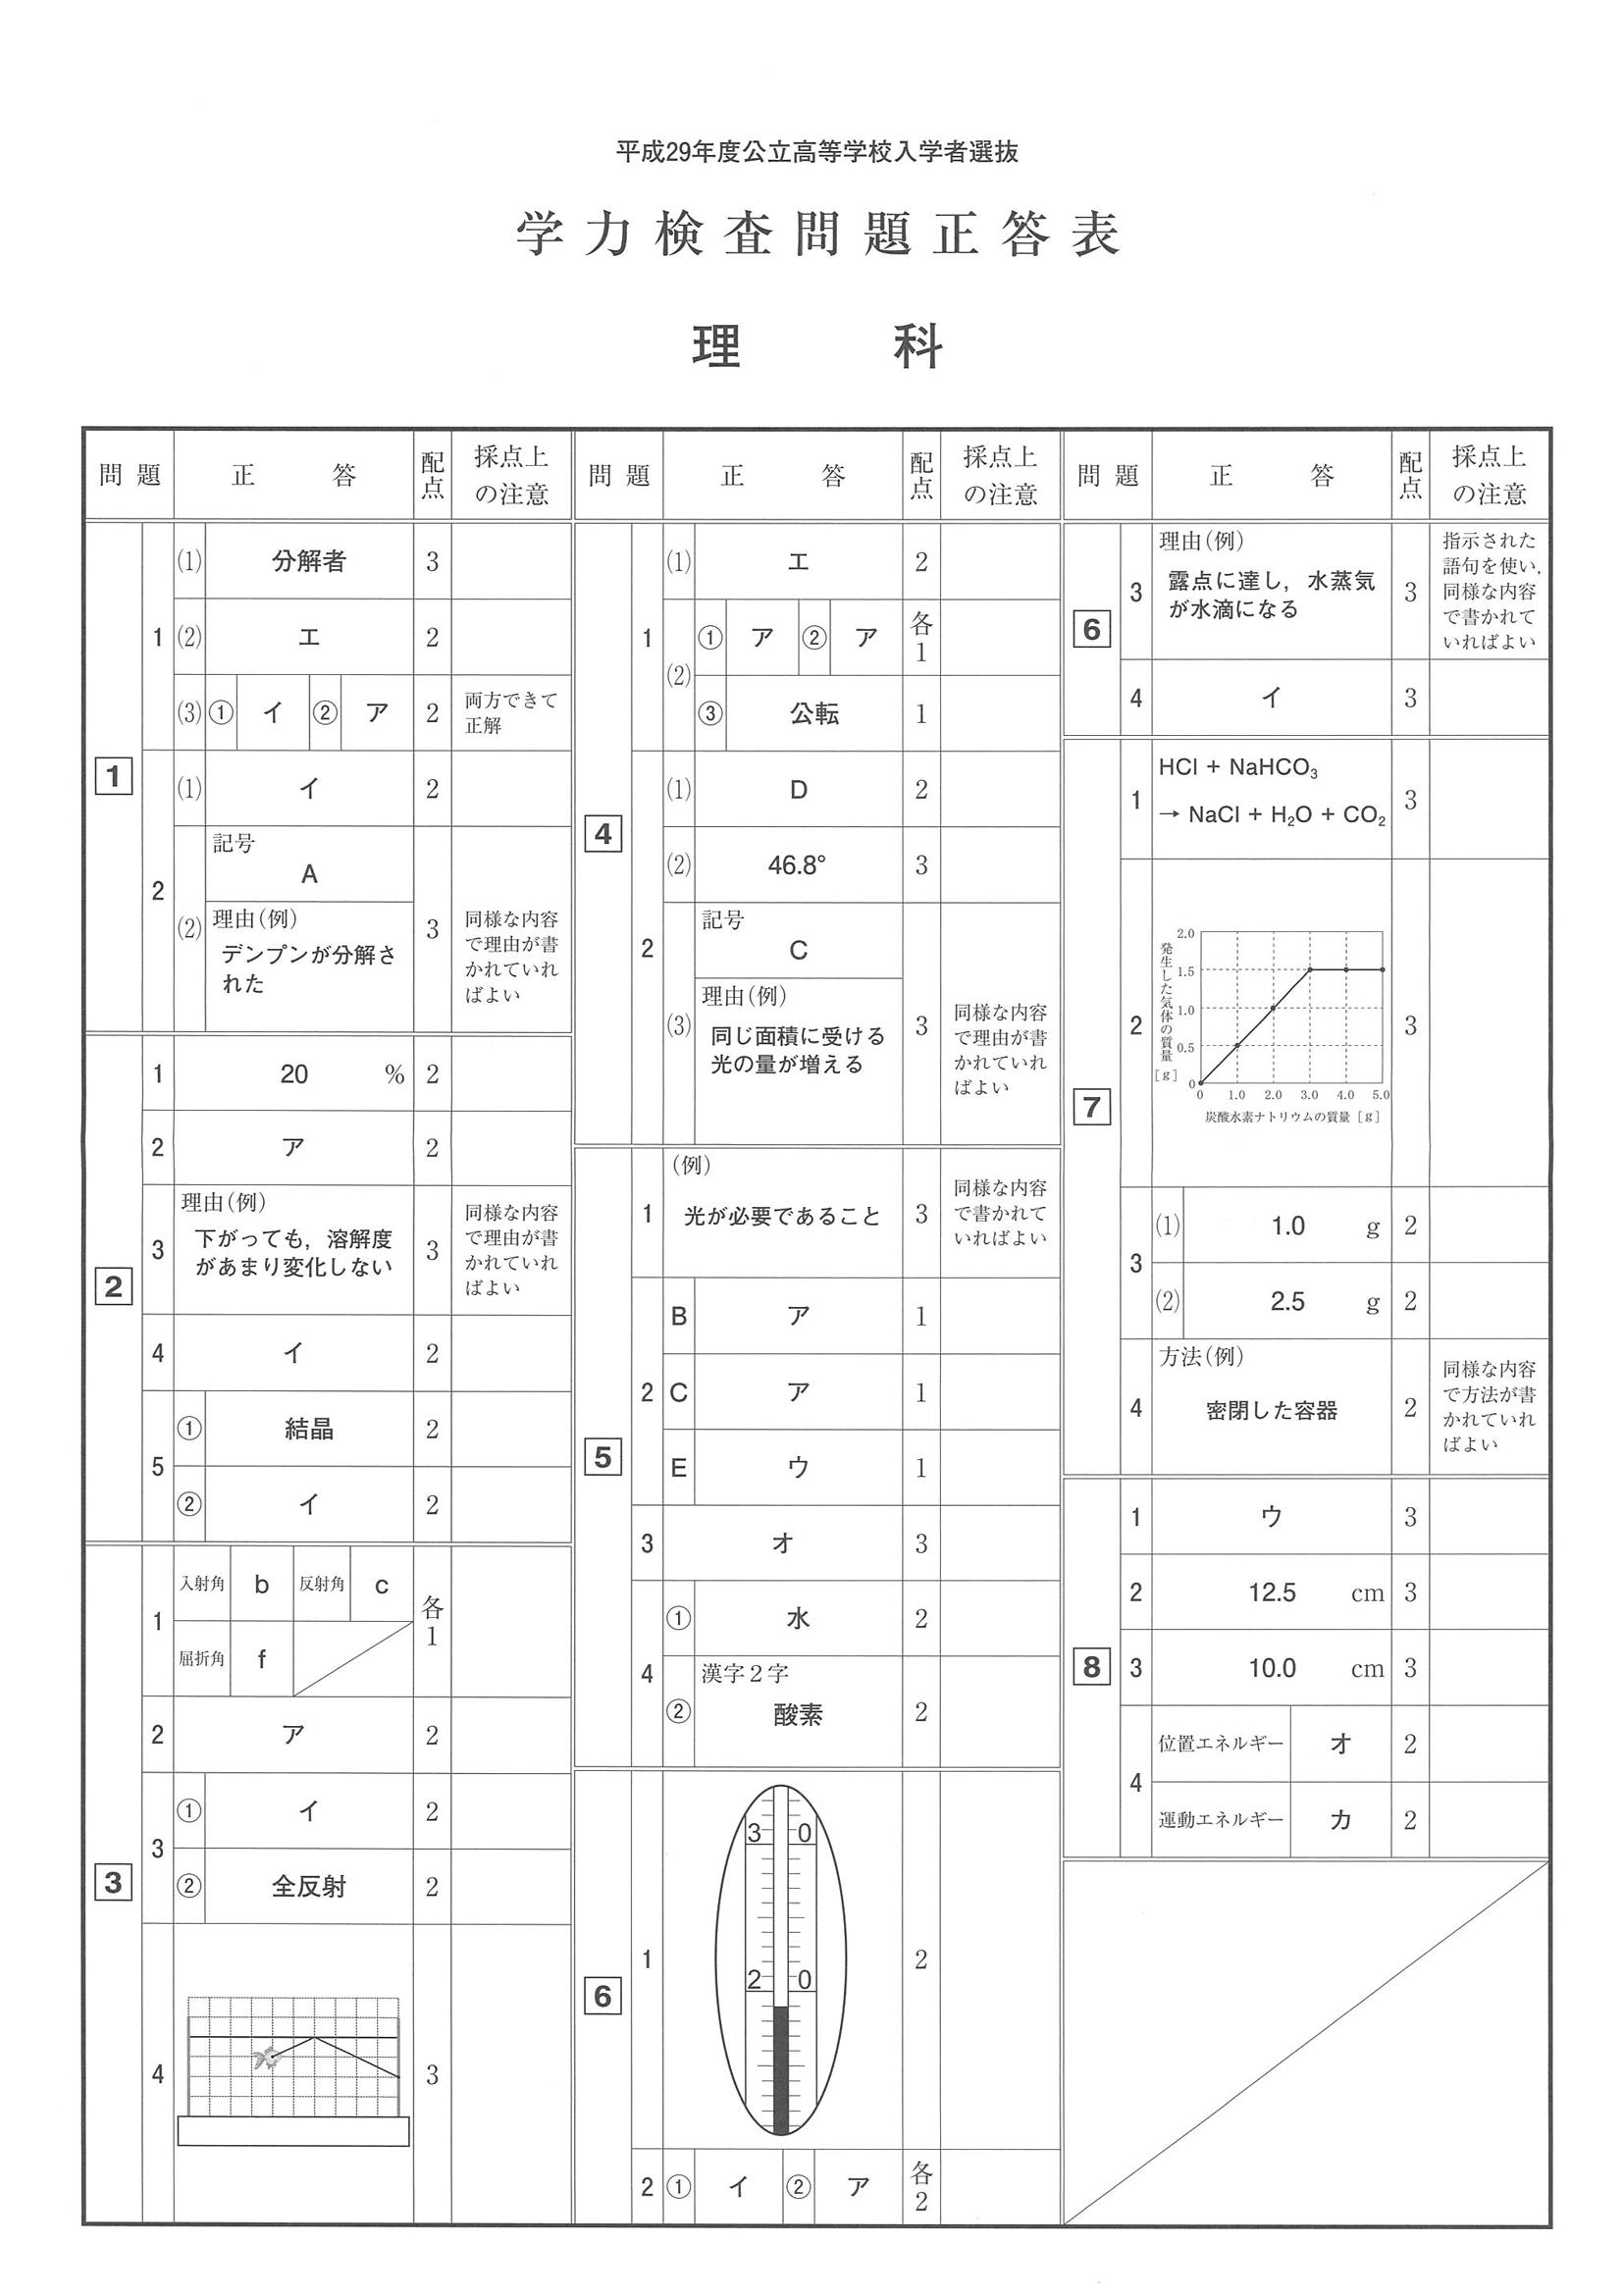 平成29年度公立高等学校入学者選抜
学力検査問題正答表
理 科
問題 正答 配点 採点上の注意
1
1 (1) 分解者 3
(2) エ 2
(3) ① イ ② ア 2 両方できて正解
2 (1) イ 2
(2) 記号
A
理由(例)
デンプンが分解さ
れた
3
同様な内容
で理由が書
かれていれ
ばよい
2
1 20 % 2
2 ア 2
3 理由(例)
下がっても，溶解度
があまり変化しない
3
同様な内容
で理由が書
かれていれ
ばよい
4 イ 2
5 ① 結晶 2
② イ 2
3
1 入射角 b 反射角 c
屈折角 f
各1
2 ア 2
3 ① イ 2
② 全反射 2
4 3
問題 正答 配点 採点上の注意
4
1 (1) エ 2
(2) ① ア ② ア 各1
③ 公転 1
2 (1) D 2
(2) 46.8° 3
(3) 記号
C
理由(例)
同じ面積に受ける
光の量が増える
3
同様な内容
で理由が書
かれていれ
ばよい
5
1 (例)
光が必要であること
3
同様な内容
で書かれて
いればよい
2 B ア 1
C ア 1
E ウ 1
3 オ 3
4 ① 水 2
② 漢字2字
酸素
2
6
1
3 0
2 0
2
2 ① イ ② ア 各2
問題 正答 配点 採点上の注意
6
3 理由(例)
露点に達し，水蒸気
が水滴になる
3
指示された
語句を使い，
同様な内容
で書かれて
いればよい
4 イ 3
7
1 HCl + NaHCO₃
→ NaCl + H₂O + CO₂
3
2
発生した気体の質量
[g]
2.0
1.5
1.0
0.5
0
0 1.0 2.0 3.0 4.0 5.0
炭酸水素ナトリウムの質量[g]
3
3 (1) 1.0 g 2
(2) 2.5 g 2
4 方法(例)
密閉した容器
2
同様な内容
で方法が書
かれていれ
ばよい
8
1 ウ 3
2 12.5 cm 3
3 10.0 cm 3
4 位置エネルギー オ 2
運動エネルギー カ 2